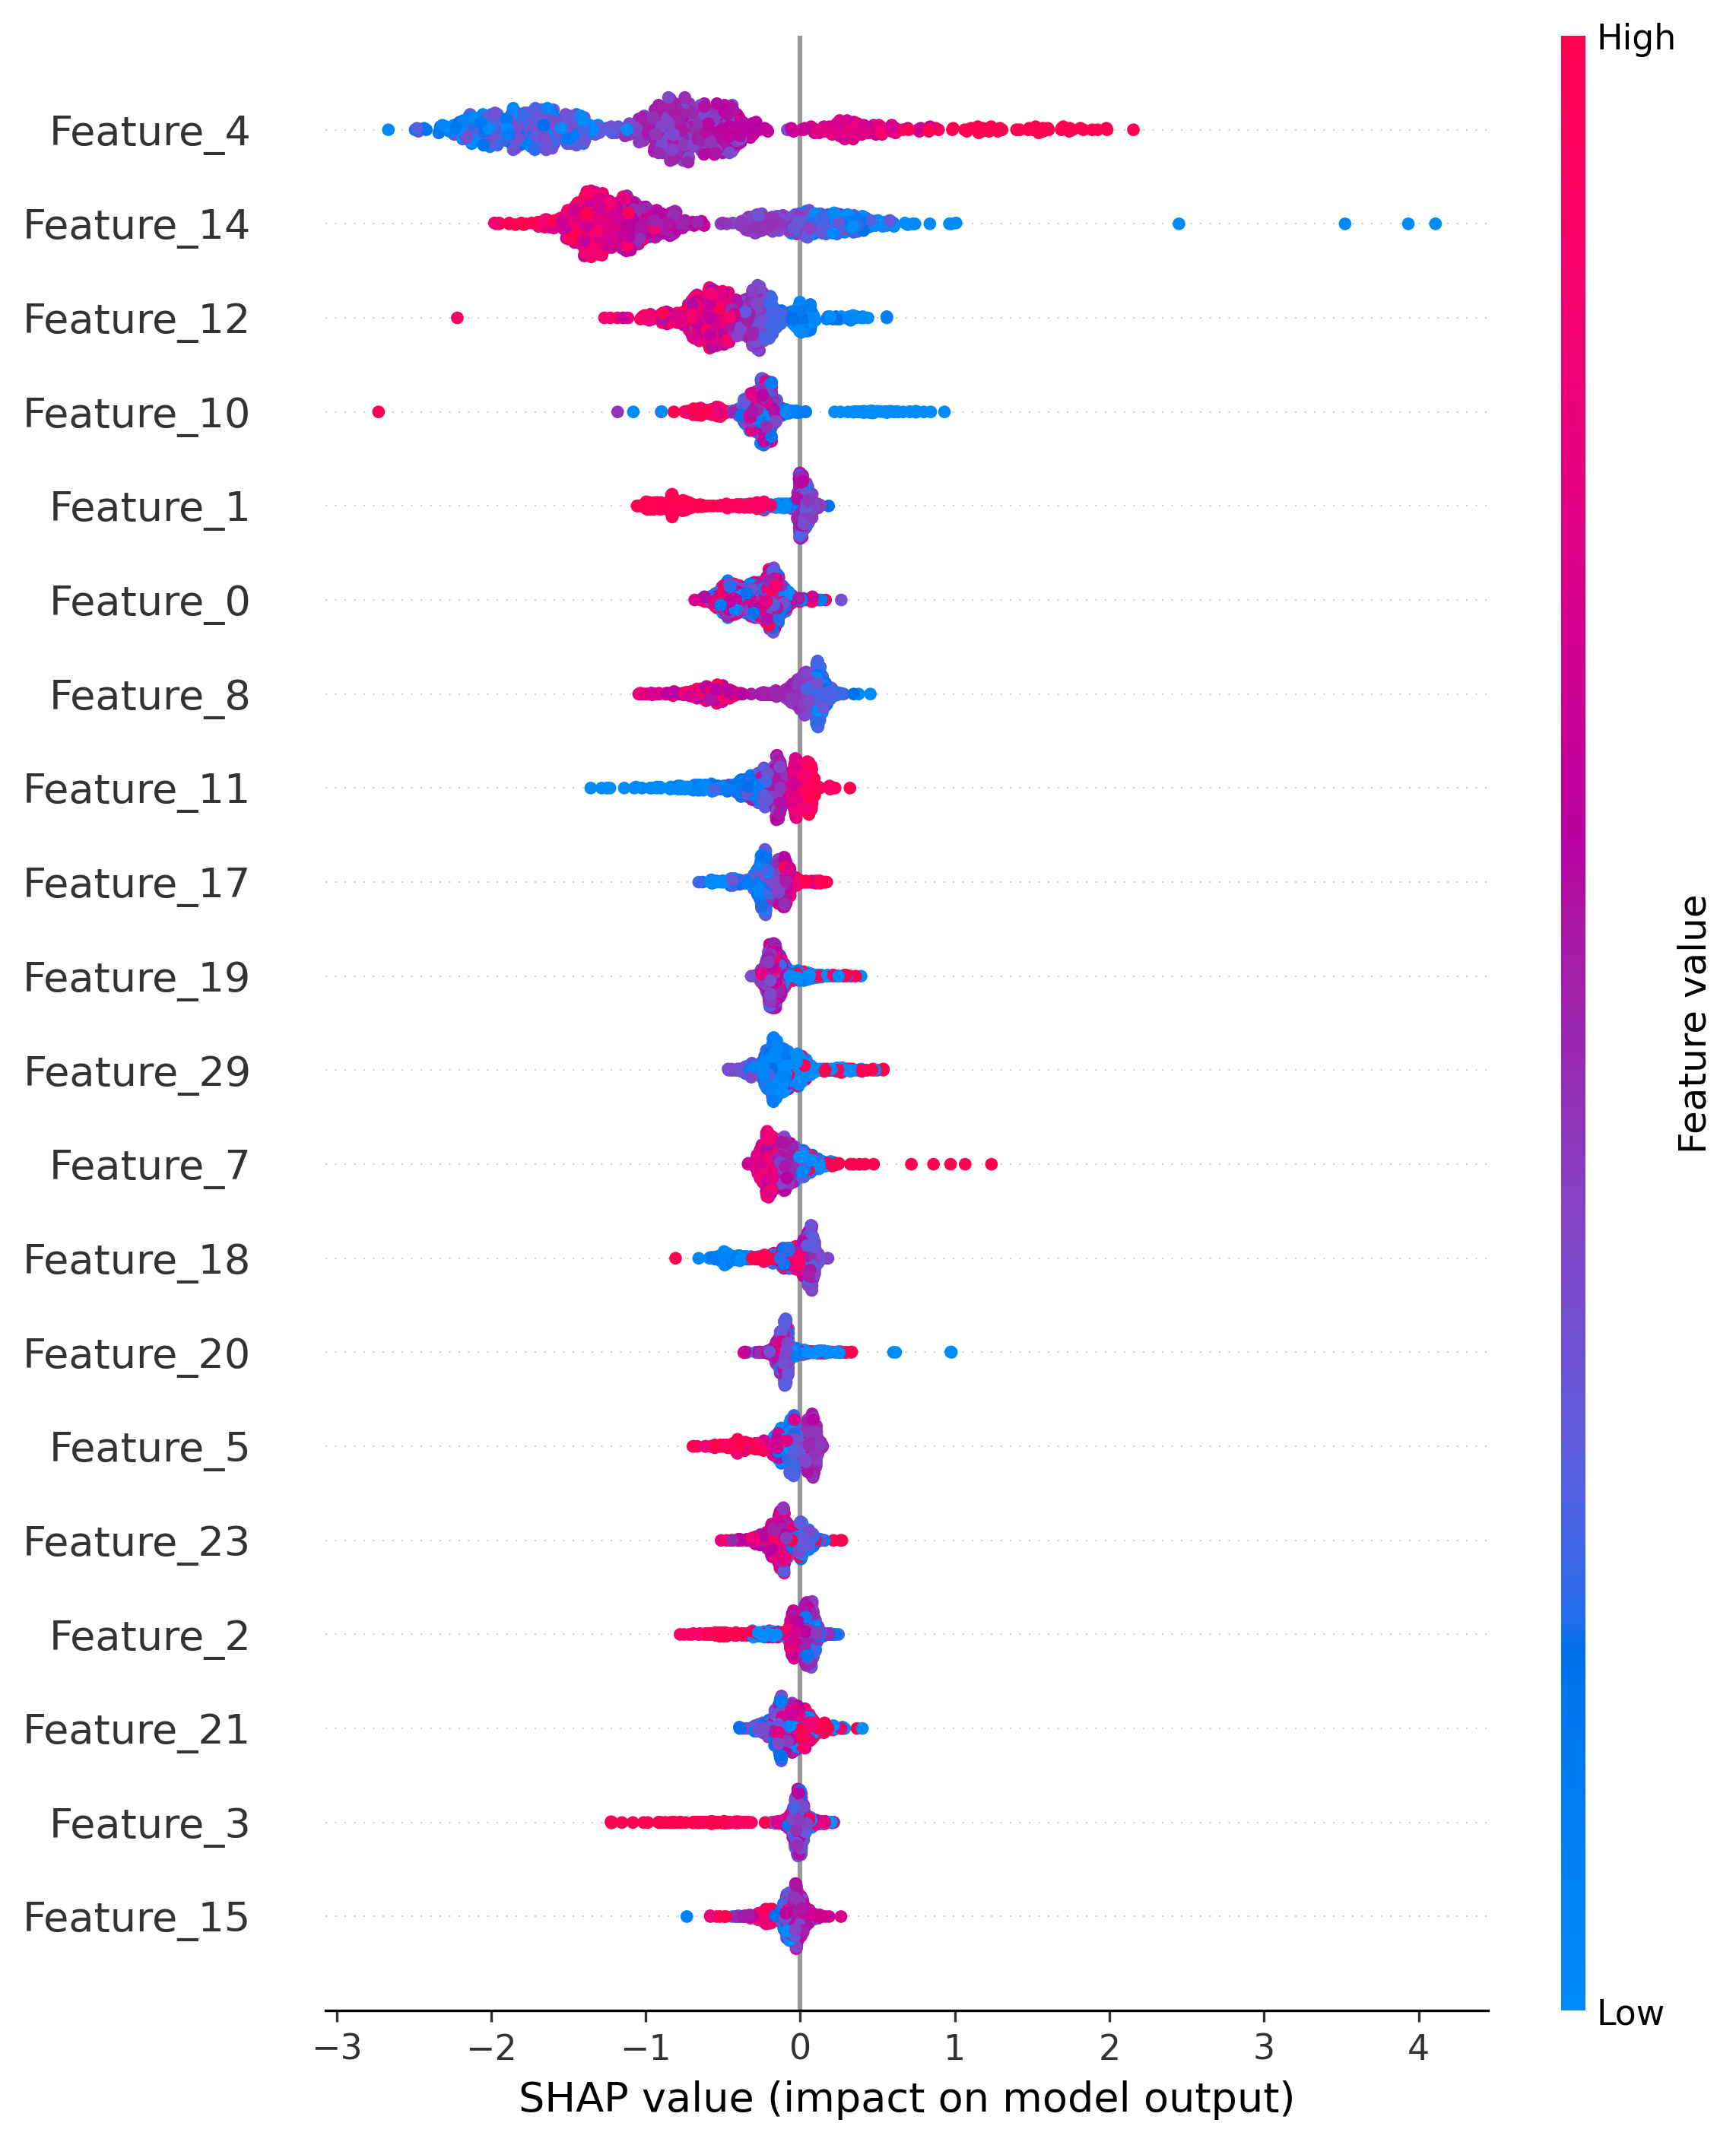 High
Feature_4
Feature_14
Feature_12
Feature_10
Feature_1
Feature_0
Feature_8
Feature_11
Feature_17
Feature_19
Feature_29
Feature_7
Feature_18
Feature_20
Feature_5
Feature_23
Feature_2
Feature_21
Feature_3
Feature_15
Feature value
Low
−3 −2 −1 0 1 2 3 4
SHAP value (impact on model output)